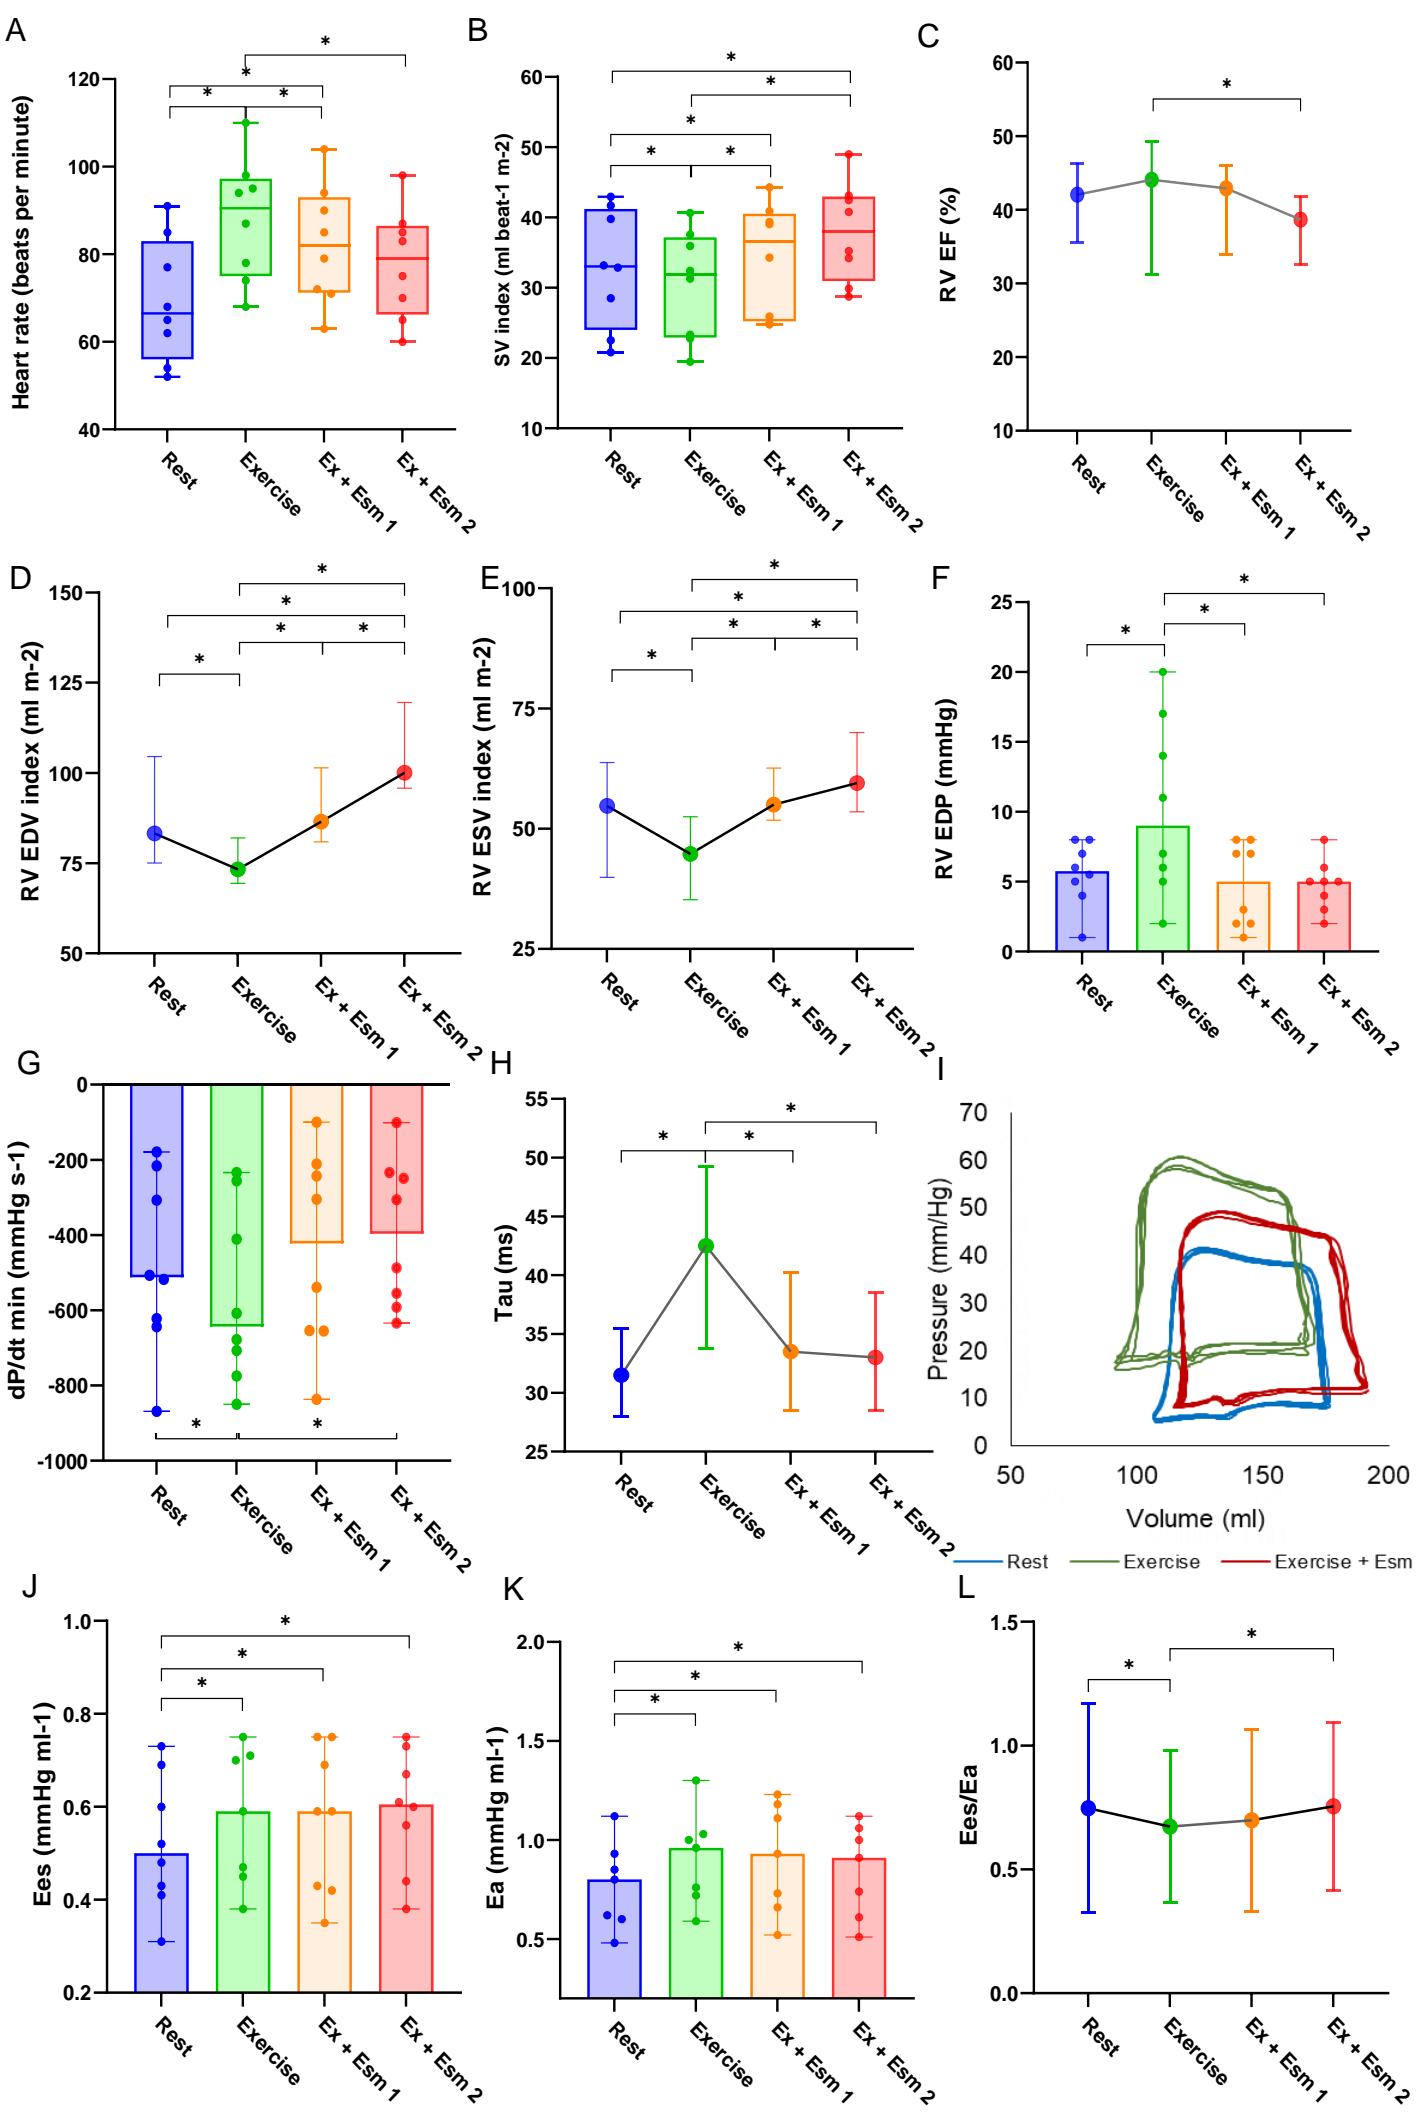 A
Heart rate (beats per minute)
120
100
80
60
40
* * * *
Rest
Exercise
Ex + Esm 1
Ex + Esm 2
B
SV index (ml beat-1 m-2)
60
50
40
30
20
10
* * * * *
Rest
Exercise
Ex + Esm 1
Ex + Esm 2
C
RV EF (%)
60
50
40
30
20
10
*
Rest
Exercise
Ex + Esm 1
Ex + Esm 2
D
RV EDV index (ml m-2)
150
125
100
75
50
* * * * *
Rest
Exercise
Ex + Esm 1
Ex + Esm 2
E
RV ESV index (ml m-2)
100
75
50
25
* * * * *
Rest
Exercise
Ex + Esm 1
Ex + Esm 2
F
RV EDP (mmHg)
25
20
15
10
5
0
* * *
Rest
Exercise
Ex + Esm 1
Ex + Esm 2
G
dP/dt min (mmHg s-1)
0
-200
-400
-600
-800
-1000
* *
Rest
Exercise
Ex + Esm 1
Ex + Esm 2
H
Tau (ms)
55
50
45
40
35
30
25
* * *
Rest
Exercise
Ex + Esm 1
Ex + Esm 2
I
Pressure (mm/Hg)
70
60
50
40
30
20
10
0
50 100 150 200
Volume (ml)
Rest Exercise Exercise + Esm
J
Ees (mmHg ml-1)
1.0
0.8
0.6
0.4
0.2
* * *
Rest
Exercise
Ex + Esm 1
Ex + Esm 2
K
Ea (mmHg ml-1)
2.0
1.5
1.0
0.5
* * *
Rest
Exercise
Ex + Esm 1
Ex + Esm 2
L
Ees/Ea
1.5
1.0
0.5
0.0
* *
Rest
Exercise
Ex + Esm 1
Ex + Esm 2